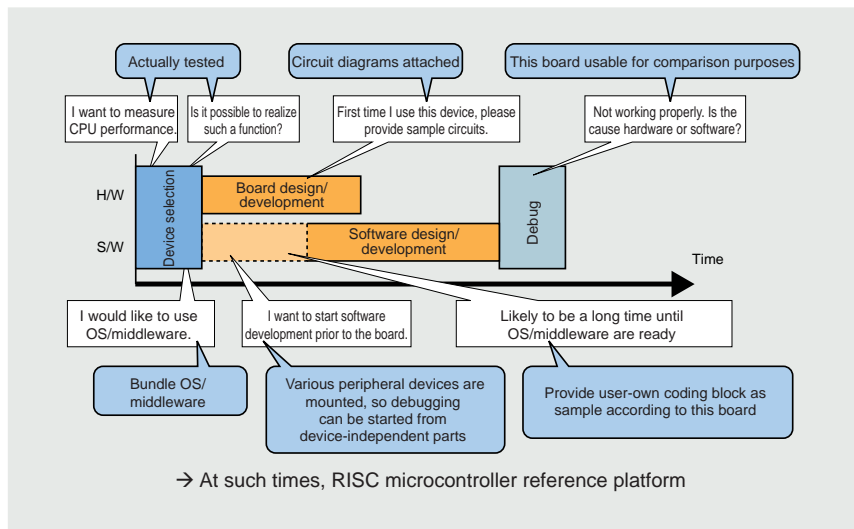 Actually tested
Circuit diagrams attached
This board usable for comparison purposes
I want to measure
CPU performance.
Is it possible to realize
such a function?
First time I use this device, please
provide sample circuits.
Not working properly. Is the
cause hardware or software?
H/W
S/W
Device selection
Board design/
development
Software design/
development
Debug
Time
I would like to use
OS/middleware.
I want to start software
development prior to the board.
Likely to be a long time until
OS/middleware are ready
Bundle OS/
middleware
Various peripheral devices are
mounted, so debugging
can be started from
device-independent parts
Provide user-own coding block as
sample according to this board
→ At such times, RISC microcontroller reference platform